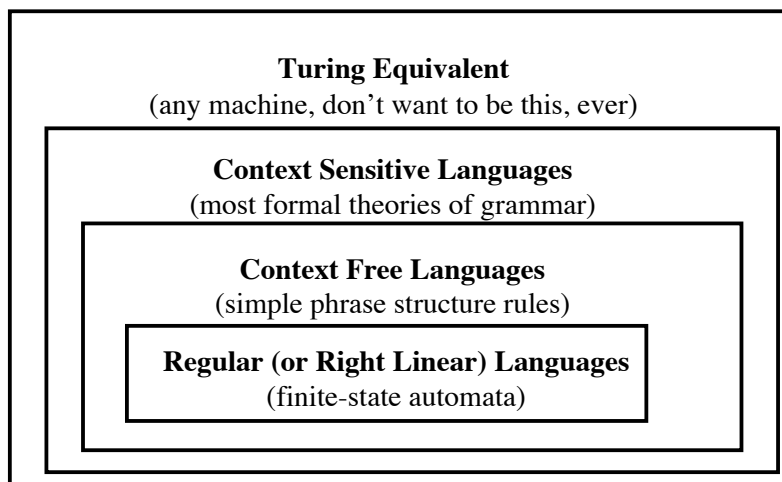 Turing Equivalent
(any machine, don’t want to be this, ever)
Context Sensitive Languages
(most formal theories of grammar)
Context Free Languages
(simple phrase structure rules)
Regular (or Right Linear) Languages
(finite-state automata)